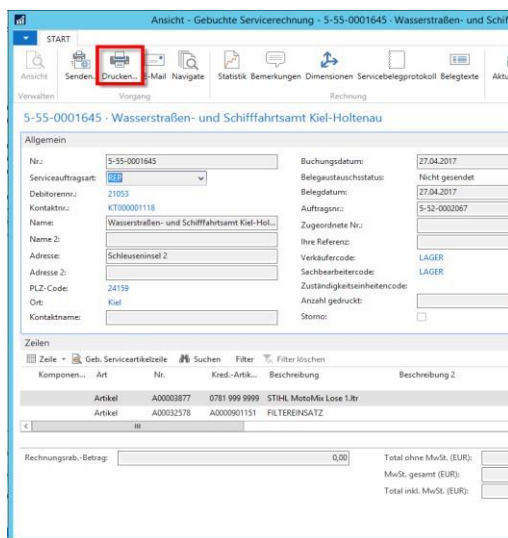 Ansicht - Gebuchte Servicerechnung - 5-55-0001645 · Wasserstraßen- und Schiff
START
Ansicht Senden... Drucken... E-Mail Navigate Statistik Bemerkungen Dimensionen Servicebelegprotokoll Belegtexte Aktu
Verwalten Vorgang Rechnung
5-55-0001645 · Wasserstraßen- und Schifffahrtsamt Kiel-Holtenau
Allgemein
Nr.: 5-55-0001645 Buchungsdatum: 27.04.2017
Serviceauftragsart: REP Belegaustauschstatus: Nicht gesendet
Debitorennr.: 21053 Belegdatum: 27.04.2017
Kontaktnr.: KT000001118 Auftragsnr.: 5-52-0002067
Name: Wasserstraßen- und Schifffahrtsamt Kiel-Hol... Zugeordnete Nr.:
Name 2: Ihre Referenz:
Adresse: Schleuseninsel 2 Verkäufercode: LAGER
Adresse 2: Sachbearbeitercode: LAGER
PLZ-Code: 24159 Zuständigkeitseinheitencode:
Ort: Kiel Anzahl gedruckt:
Kontaktname: Storno:
Zeilen
Zeile Geb. Serviceartikelzeile Suchen Filter Filter löschen
Komponen... Art Nr. Kred.-Artik... Beschreibung Beschreibung 2
Artikel A00003877 0781 999 9999 STIHL MotoMix Lose 1.ltr
Artikel A00032578 A0000901151 FILTEREINSATZ
Rechnungsrab.-Betrag: 0,00 Total ohne MwSt. (EUR):
MwSt. gesamt (EUR):
Total inkl. MwSt. (EUR):